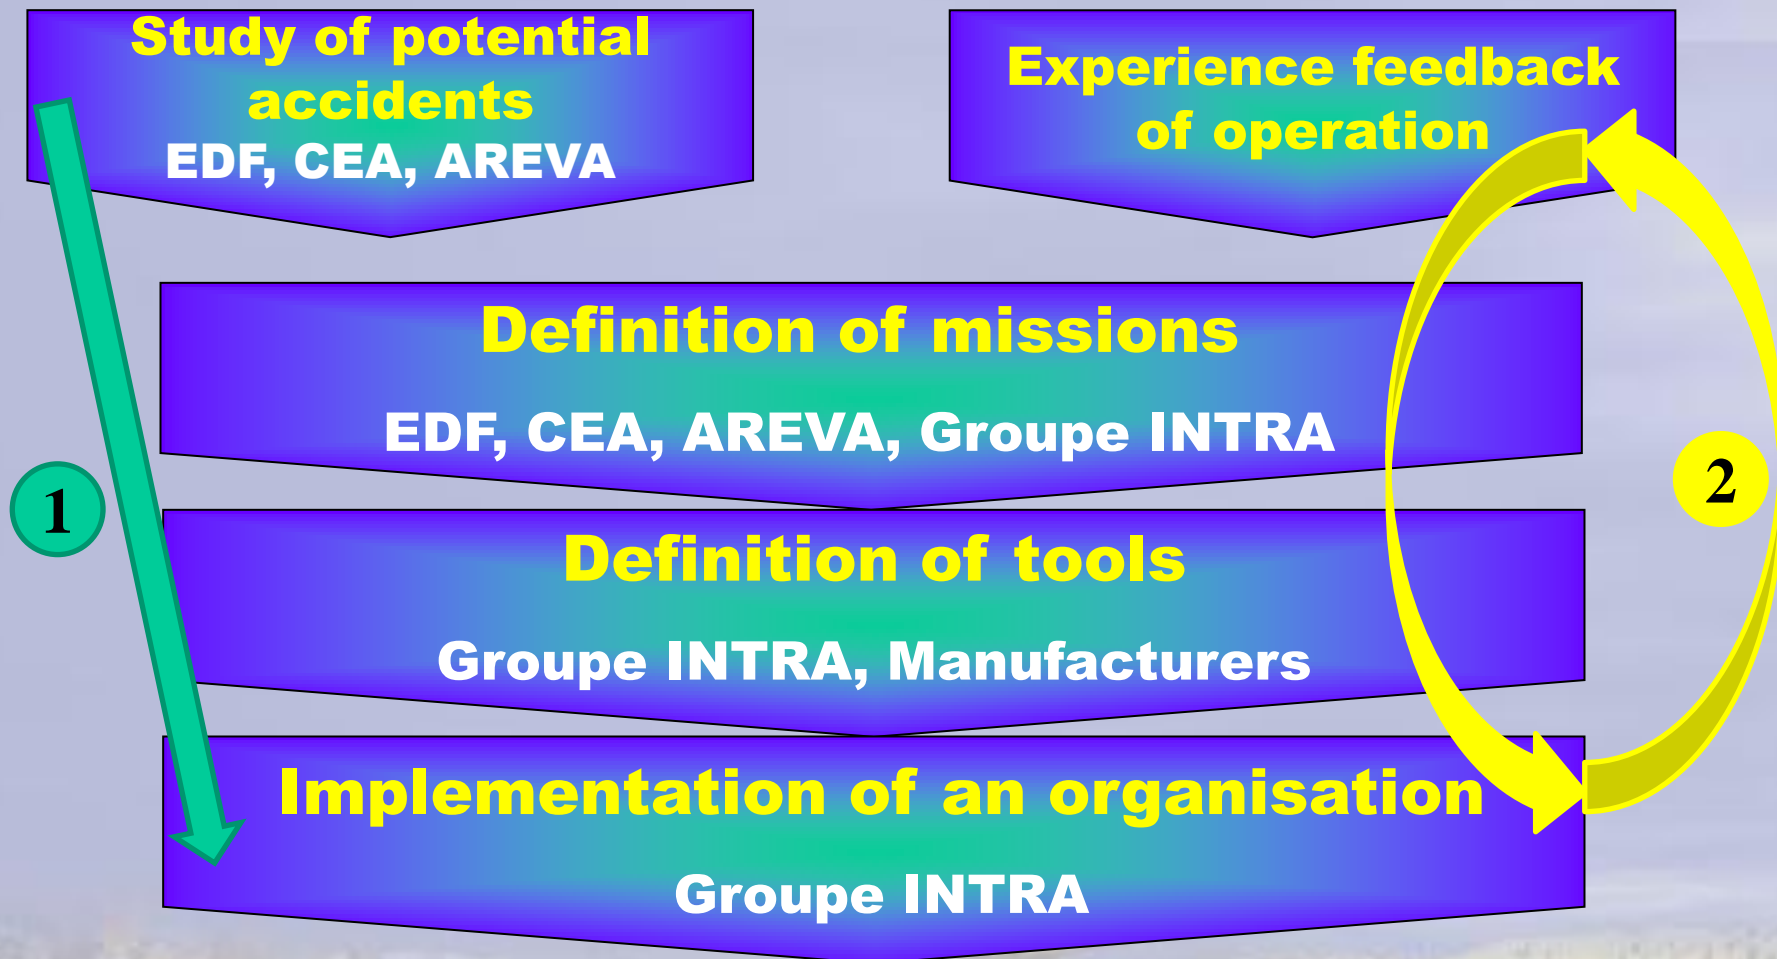 Study of potential
accidents
EDF, CEA, AREVA
Experience feedback
of operation
Definition of missions
EDF, CEA, AREVA, Groupe INTRA
1
2
Definition of tools
Groupe INTRA, Manufacturers
Implementation of an organisation
Groupe INTRA